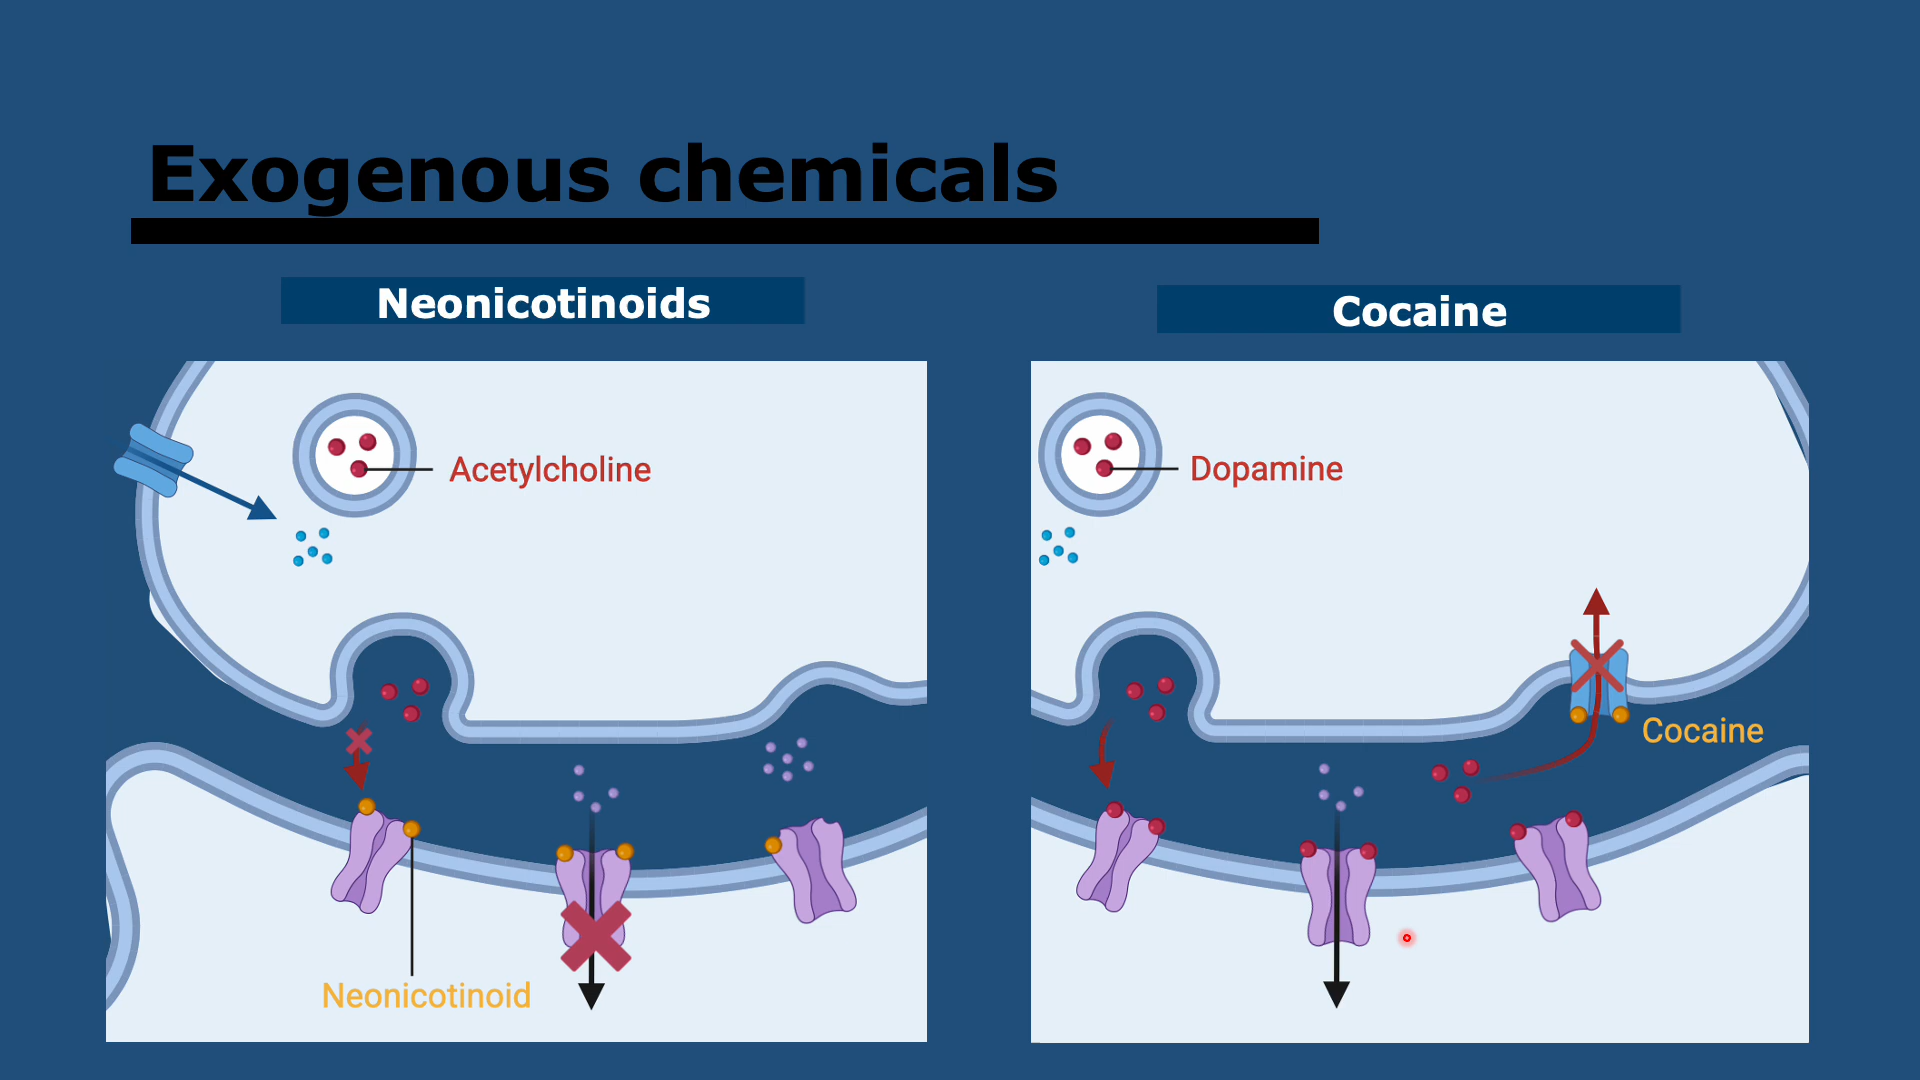 Exogenous chemicals
Neonicotinoids
Cocaine
Acetylcholine
Neonicotinoid
Dopamine
Cocaine